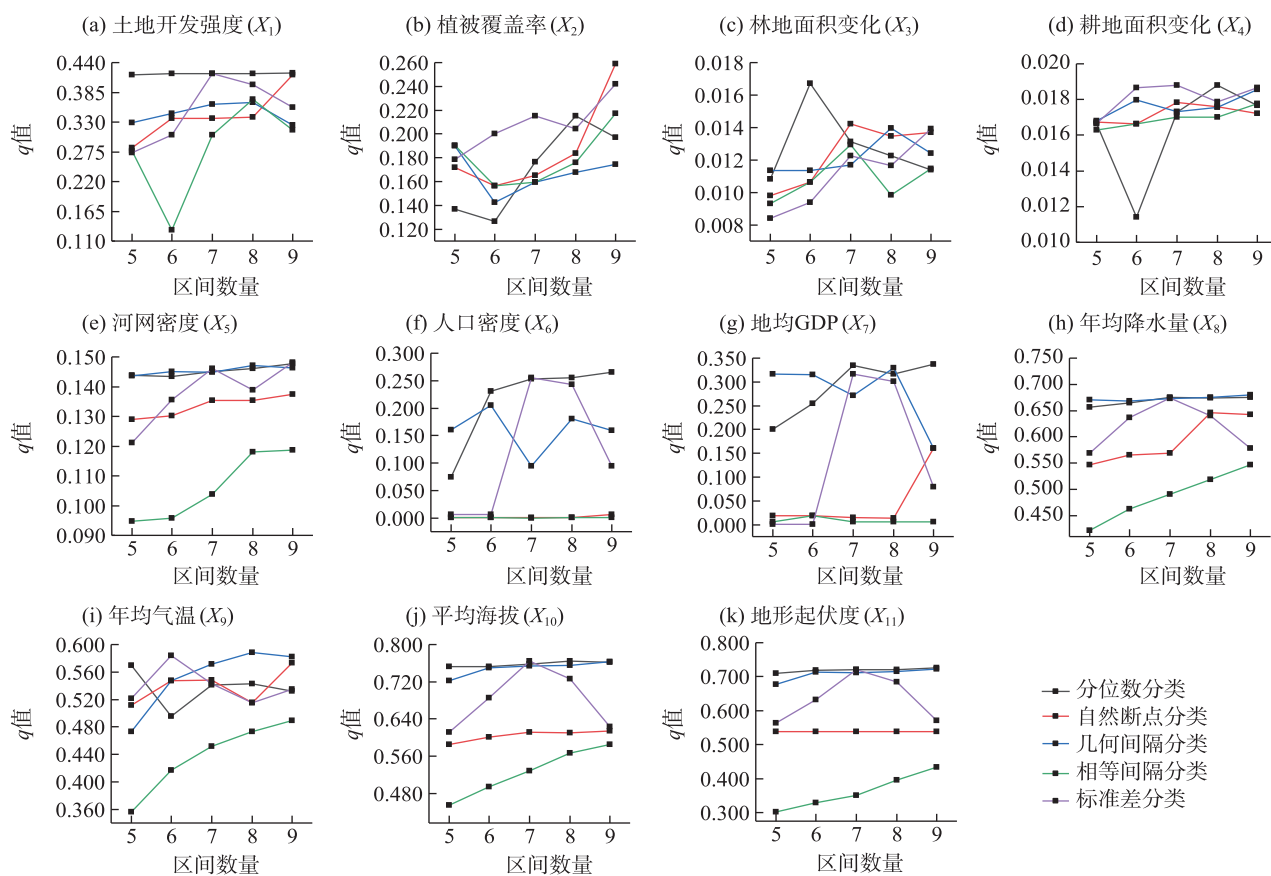 (a) 土地开发强度 (X₁)
0.440
0.385
0.330
0.275
0.220
0.165
0.110
q值
5 6 7 8 9
区间数量
(b) 植被覆盖率 (X₂)
0.260
0.240
0.220
0.200
0.180
0.160
0.140
0.120
q值
5 6 7 8 9
区间数量
(c) 林地面积变化 (X₃)
0.018
0.016
0.014
0.012
0.010
0.008
q值
5 6 7 8 9
区间数量
(d) 耕地面积变化 (X₄)
0.020
0.018
0.016
0.014
0.012
0.010
q值
5 6 7 8 9
区间数量
(e) 河网密度 (X₅)
0.150
0.140
0.130
0.120
0.110
0.100
0.090
q值
5 6 7 8 9
区间数量
(f) 人口密度 (X₆)
0.300
0.250
0.200
0.150
0.100
0.050
0.000
q值
5 6 7 8 9
区间数量
(g) 地均GDP (X₇)
0.350
0.300
0.250
0.200
0.150
0.100
0.050
0.000
q值
5 6 7 8 9
区间数量
(h) 年均降水量 (X₈)
0.750
0.700
0.650
0.600
0.550
0.500
0.450
q值
5 6 7 8 9
区间数量
(i) 年均气温 (X₉)
0.600
0.560
0.520
0.480
0.440
0.400
0.360
q值
5 6 7 8 9
区间数量
(j) 平均海拔 (X₁₀)
0.800
0.720
0.640
0.560
0.480
q值
5 6 7 8 9
区间数量
(k) 地形起伏度 (X₁₁)
0.800
0.700
0.600
0.500
0.400
0.300
q值
5 6 7 8 9
区间数量
分位数分类
自然断点分类
几何间隔分类
相等间隔分类
标准差分类